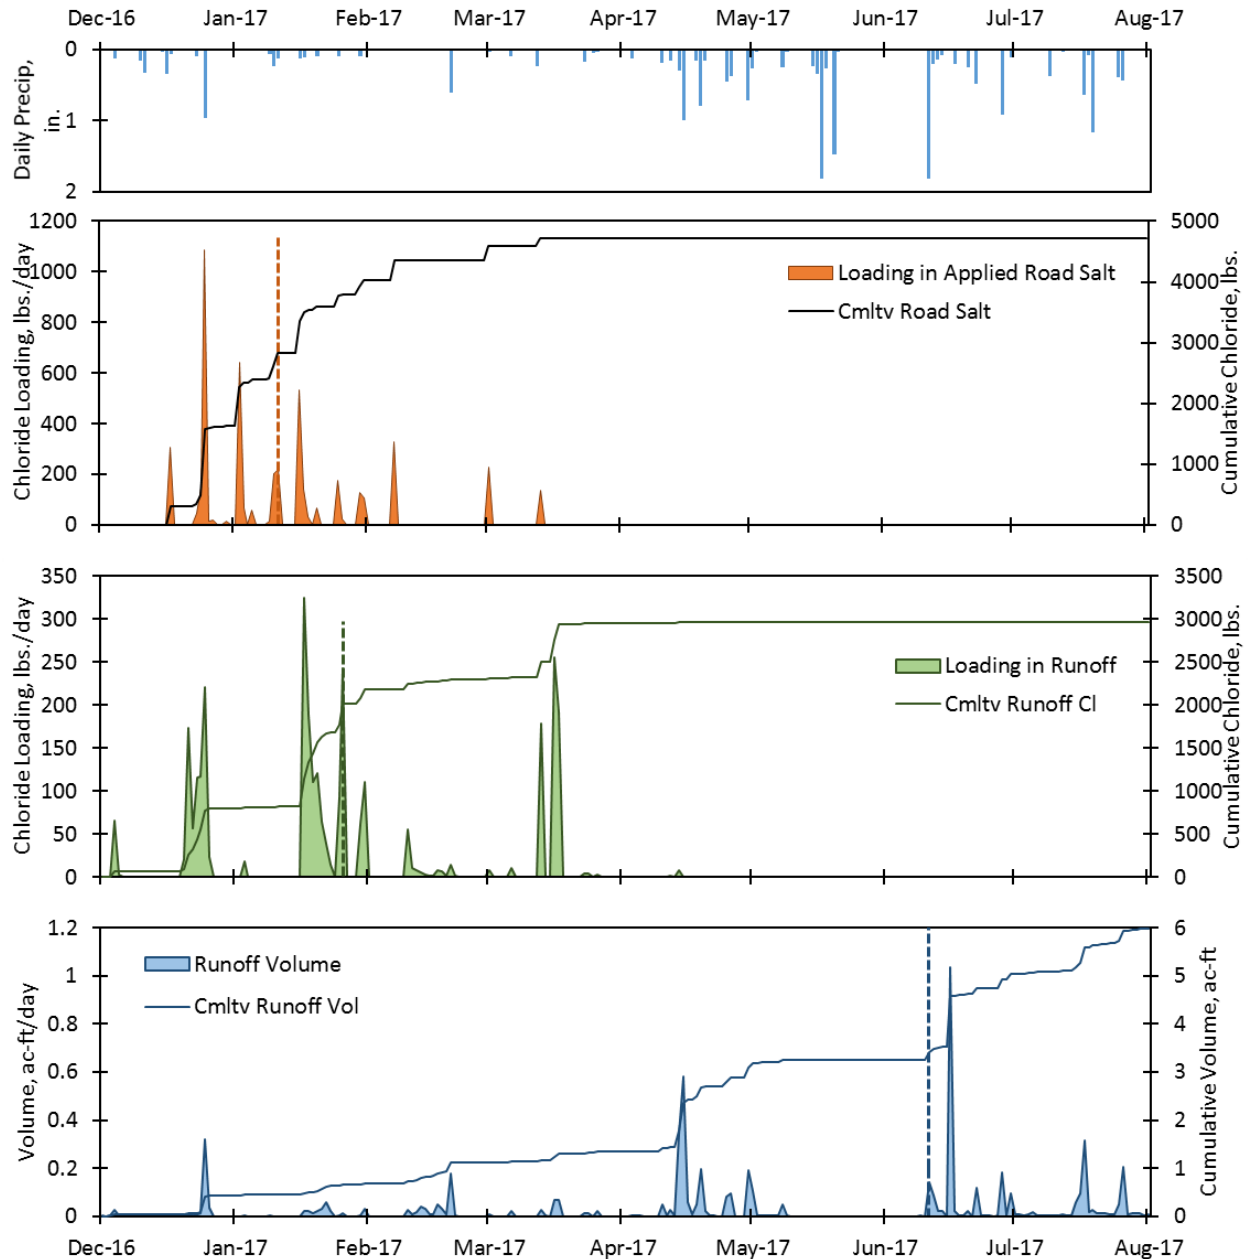 Dec-16 Jan-17 Feb-17 Mar-17 Apr-17 May-17 Jun-17 Jul-17 Aug-17
Daily Precip,
in.
0
1
2
Chloride Loading, lbs./day
1200
1000
800
600
400
200
0
Loading in Applied Road Salt
Cmltv Road Salt
5000
4000
3000
2000
1000
0
Cumulative Chloride, lbs.
Chloride Loading, lbs./day
350
300
250
200
150
100
50
0
Loading in Runoff
Cmltv Runoff Cl
3500
3000
2500
2000
1500
1000
500
0
Cumulative Chloride, lbs.
Volume, ac-ft/day
1.2
1
0.8
0.6
0.4
0.2
0
Runoff Volume
Cmltv Runoff Vol
6
5
4
3
2
1
0
Cumulative Volume, ac-ft
Dec-16 Jan-17 Feb-17 Mar-17 Apr-17 May-17 Jun-17 Jul-17 Aug-17